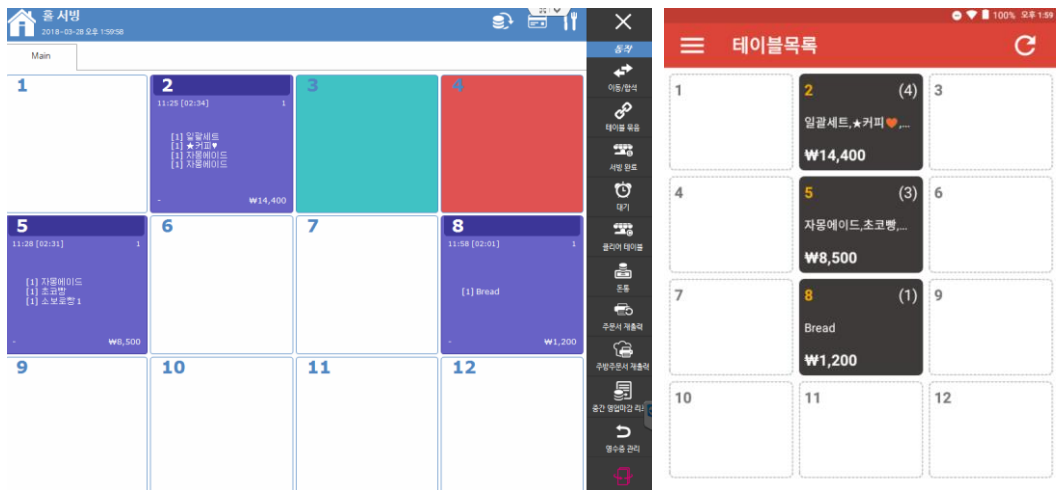 홀 서빙
2018-03-28 오후 1:59:58
Main
1
2
11:25 [02:34] 1
[1] 일괄세트
[1] ★커피♥
[1] 자몽에이드
[1] 자몽에이드
- ₩14,400
3
4
5
11:28 [02:31] 1
[1] 자몽에이드
[1] 초코빵
[1] 소보로빵1
- ₩8,500
6
7
8
11:58 [02:01] 1
[1] Bread
- ₩1,200
9
10
11
12
동작
이동/합석
테이블 묶음
서빙 완료
대기
클리어 테이블
돈통
주문서 재출력
주방주문서 재출력
중간 영업마감 리
영수증 관리
100% 오후 1:59
테이블목록
1
2 (4)
일괄세트,★커피🧡,...
₩14,400
3
4
5 (3)
자몽에이드,초코빵,...
₩8,500
6
7
8 (1)
Bread
₩1,200
9
10
11
12